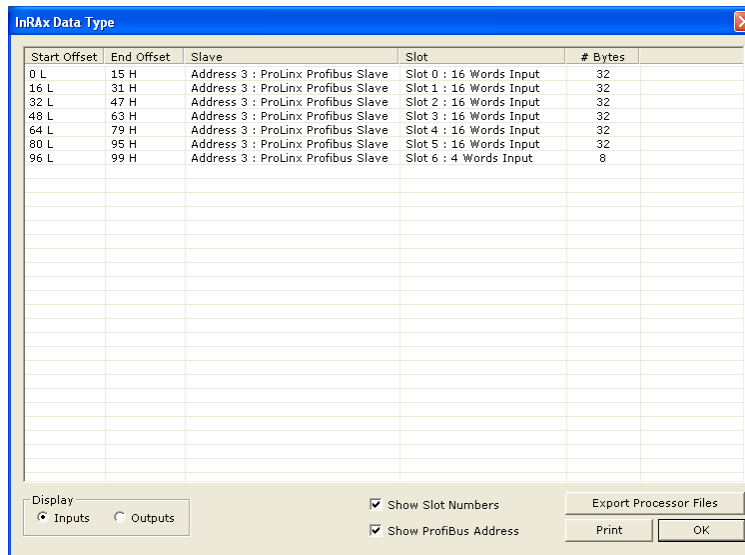 InRAx Data Type
Start Offset End Offset Slave Slot # Bytes
0 L 15 H Address 3 : ProLinx Profibus Slave Slot 0 : 16 Words Input 32
16 L 31 H Address 3 : ProLinx Profibus Slave Slot 1 : 16 Words Input 32
32 L 47 H Address 3 : ProLinx Profibus Slave Slot 2 : 16 Words Input 32
48 L 63 H Address 3 : ProLinx Profibus Slave Slot 3 : 16 Words Input 32
64 L 79 H Address 3 : ProLinx Profibus Slave Slot 4 : 16 Words Input 32
80 L 95 H Address 3 : ProLinx Profibus Slave Slot 5 : 16 Words Input 32
96 L 99 H Address 3 : ProLinx Profibus Slave Slot 6 : 4 Words Input 8
Display
Inputs Outputs
Show Slot Numbers
Show ProfiBus Address
Export Processor Files
Print OK